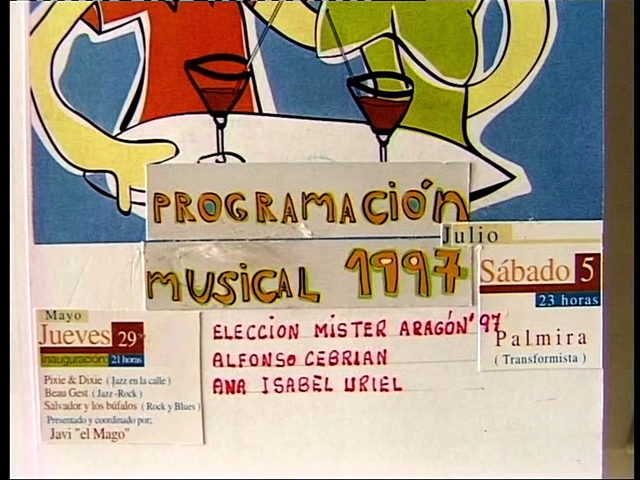 PROGRAMACIÓN
MUSICAL 1997
Mayo
Jueves 29
Inauguración 21 horas
Pixie & Dixie (Jazz en la calle)
Beau Gest (Jazz -Rock)
Salvador y los búfalos (Rock y Blues)
Presentado y coordinado por;
Javi "el Mago"
ELECCION MISTER ARAGÓN' 97
ALFONSO CEBRIAN
ANA ISABEL URIEL
Julio
Sábado 5
23 horas
Palmira
(Transformista)